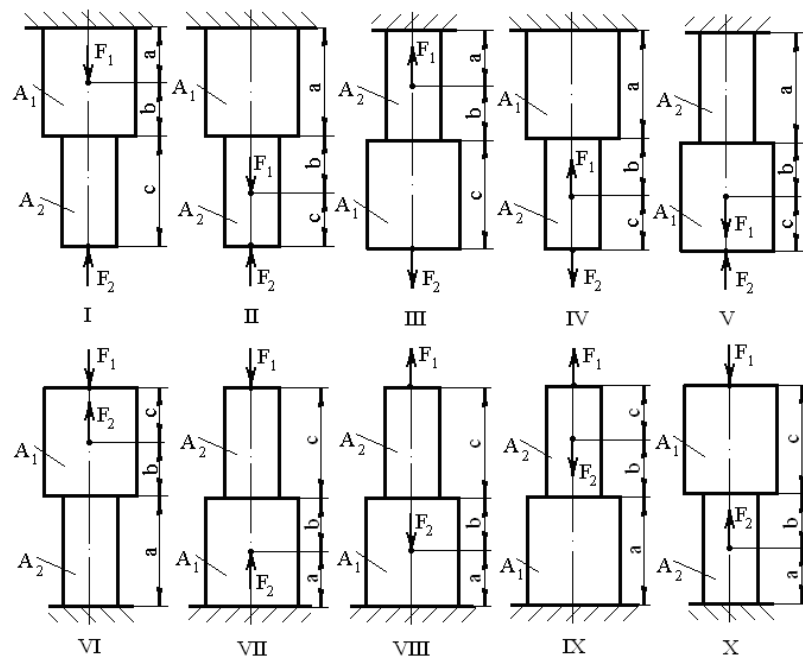 F1 A1 a b A2 c F2
A1 a F1 b A2 c F2
F1 a A2 b A1 c F2
A1 a F1 b A2 c F2
A2 a A1 b F1 c F2
I II III IV V
F1 F2 c A1 b A2 a
F1 A2 c b A1 F2 a
F1 A2 c F2 b A1 a
F1 c A2 F2 b A1 a
F1 A1 c F2 b A2 a
VI VII VIII IX X